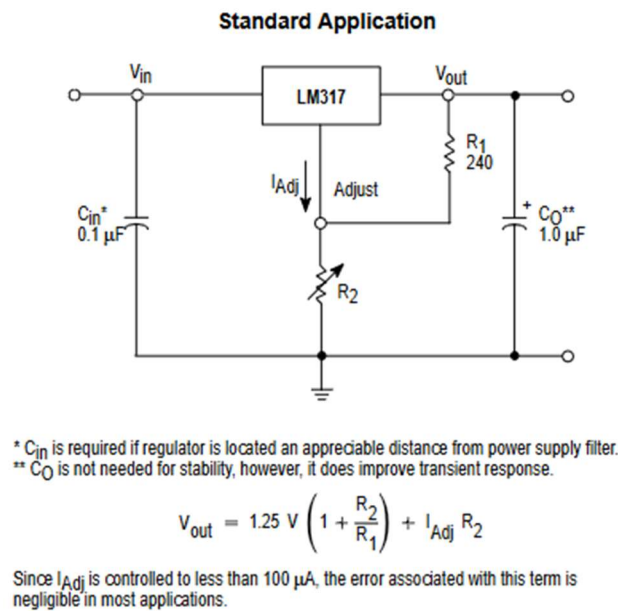 Standard Application
Vin
Vout
LM317
R1
240
IAdj
Adjust
Cin*
0.1 µF
+
CO**
1.0 µF
R2
* Cin is required if regulator is located an appreciable distance from power supply filter.
** CO is not needed for stability, however, it does improve transient response.
Vout = 1.25 V (1 + R2/R1) + IAdj R2
Since IAdj is controlled to less than 100 µA, the error associated with this term is
negligible in most applications.